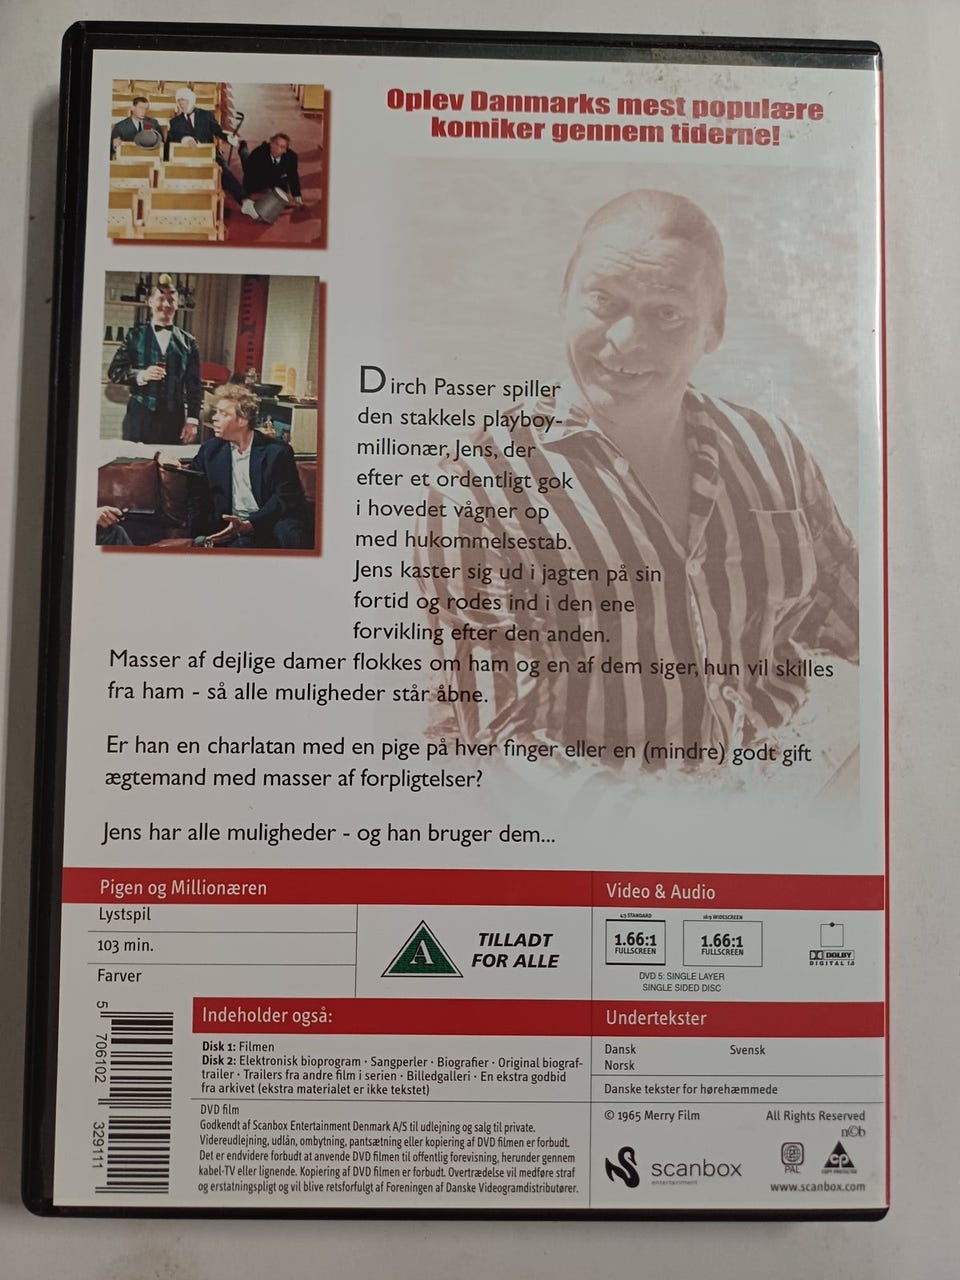 Oplev Danmarks mest populære
komiker gennem tiderne!
Dirch Passer spiller
den stakkels playboy-
millionær, Jens, der
efter et ordentligt gok
i hovedet vågner op
med hukommelsestab.
Jens kaster sig ud i jagten på sin
fortid og rodes ind i den ene
forvikling efter den anden.
Masser af dejlige damer flokkes om ham og en af dem siger, hun vil skilles
fra ham - så alle muligheder står åbne.
Er han en charlatan med en pige på hver finger eller en (mindre) godt gift
ægtemand med masser af forpligtelser?
Jens har alle muligheder - og han bruger dem...
Pigen og Millionæren
Lystspil
103 min.
Farver
A
TILLADT
FOR ALLE
Video & Audio
4:3 STANDARD
1.66:1
FULLSCREEN
16:9 WIDESCREEN
1.66:1
FULLSCREEN
DOLBY
DIGITAL 1.0
DVD 5: SINGLE LAYER
SINGLE SIDED DISC
5 706102 329111
Indeholder også:
Disk 1: Filmen
Disk 2: Elektronisk bioprogram · Sangperler · Biografier · Original biograf-
trailer · Trailers fra andre film i serien · Billedgalleri · En ekstra godbid
fra arkivet (ekstra materialet er ikke tekstet)
DVD film
Godkendt af Scanbox Entertainment Denmark A/S til udlejning og salg til private.
Videreudlejning, udlån, ombytning, pantsætning eller kopiering af DVD filmen er forbudt.
Det er endvidere forbudt at anvende DVD filmen til offentlig forevisning, herunder gennem
kabel-TV eller lignende. Kopiering af DVD filmen er forbudt. Overtrædelse vil medføre straf
og erstatningspligt og vil blive retsforfulgt af Foreningen af Danske Videogramdistributører.
Undertekster
Dansk
Svensk
Norsk
Danske tekster for hørehæmmede
© 1965 Merry Film
All Rights Reserved
n©b
scanbox
entertainment
PAL
cp
COPY PROTECTED
www.scanbox.com